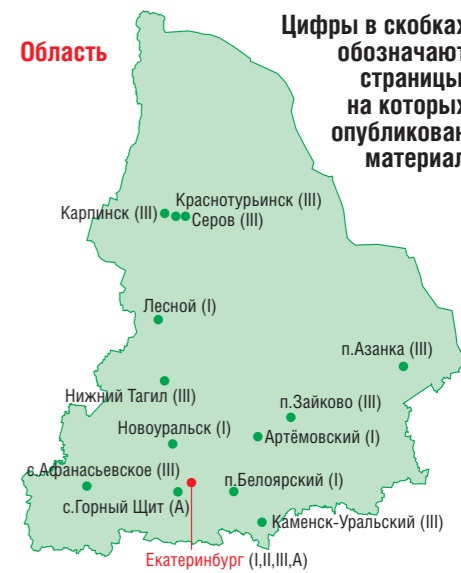 Область
Цифры в скобках
обозначают
страницы,
на которых
опубликован
материал
Краснотурьинск (III)
Карпинск (III)
Серов (III)
Лесной (I)
п.Азанка (III)
Нижний Тагил (III)
п.Зайково (III)
Новоуральск (I)
Артёмовский (I)
с.Афанасьевское (III)
п.Белоярский (I)
с.Горный Щит (А)
Каменск-Уральский (III)
Екатеринбург (I,II,III,А)